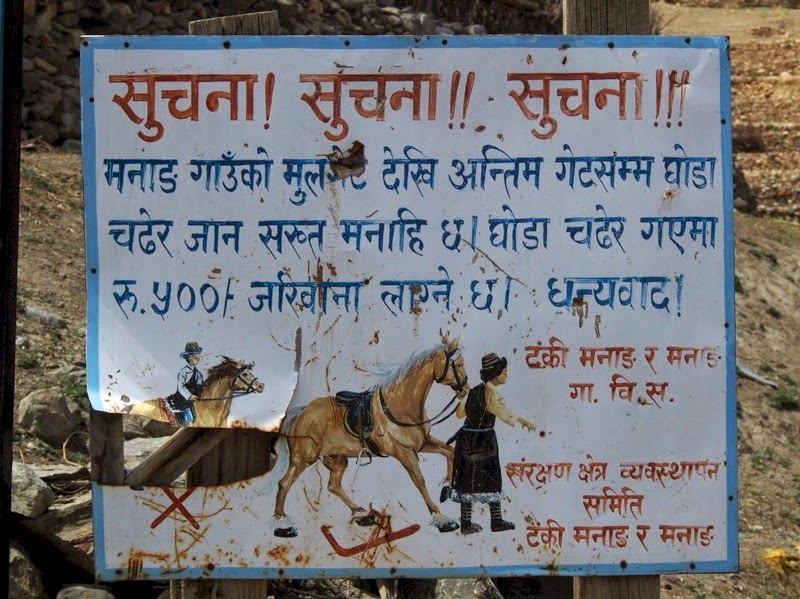 सुचना! सुचना!! सुचना!!!
मनाङ गाउँको मुलगेट देखि अन्तिम गेटसम्म घोडा
चढेर जान सख्त मनाहि छ। घोडा चढेर गएमा
रू. ५००/- जरिवाना लाग्ने छ। धन्यवाद।
टंकी मनाङ र मनाङ
गा. वि. स.
संरक्षण क्षेत्र व्यवस्थापन
समिति
टंकी मनाङ र मनाङ